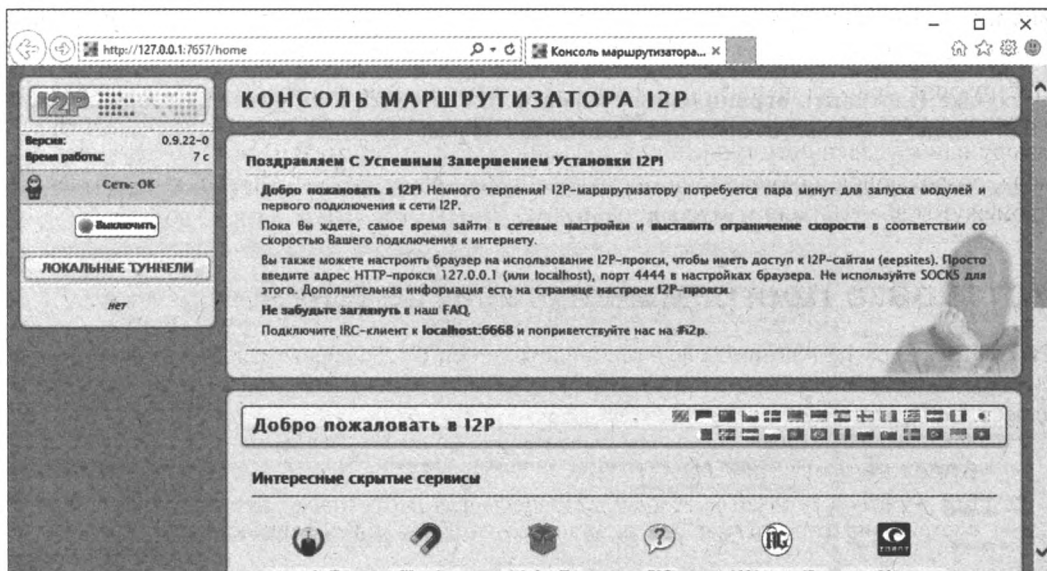 http://127.0.0.1:7657/home
Консоль маршрутизатора...
I2P
Версия: 0.9.22-0
Время работы: 7 с
Сеть: OK
Выключить
ЛОКАЛЬНЫЕ ТУННЕЛИ
нет
КОНСОЛЬ МАРШРУТИЗАТОРА I2P
Поздравляем С Успешным Завершением Установки I2P!
Добро пожаловать в I2P! Немного терпения! I2P-маршрутизатору потребуется пара минут для запуска модулей и
первого подключения к сети I2P.
Пока Вы ждете, самое время зайти в сетевые настройки и выставить ограничение скорости в соответствии со
скоростью Вашего подключения к интернету.
Вы также можете настроить браузер на использование I2P-прокси, чтобы иметь доступ к I2P-сайтам (eepsites). Просто
введите адрес HTTP-прокси 127.0.0.1 (или localhost), порт 4444 в настройках браузера. Не используйте SOCKS для
этого. Дополнительная информация есть на странице настроек I2P-прокси.
Не забудьте заглянуть в наш FAQ.
Подключите IRC-клиент к localhost:6668 и поприветствуйте нас на #i2p.
Добро пожаловать в I2P
Интересные скрытые сервисы